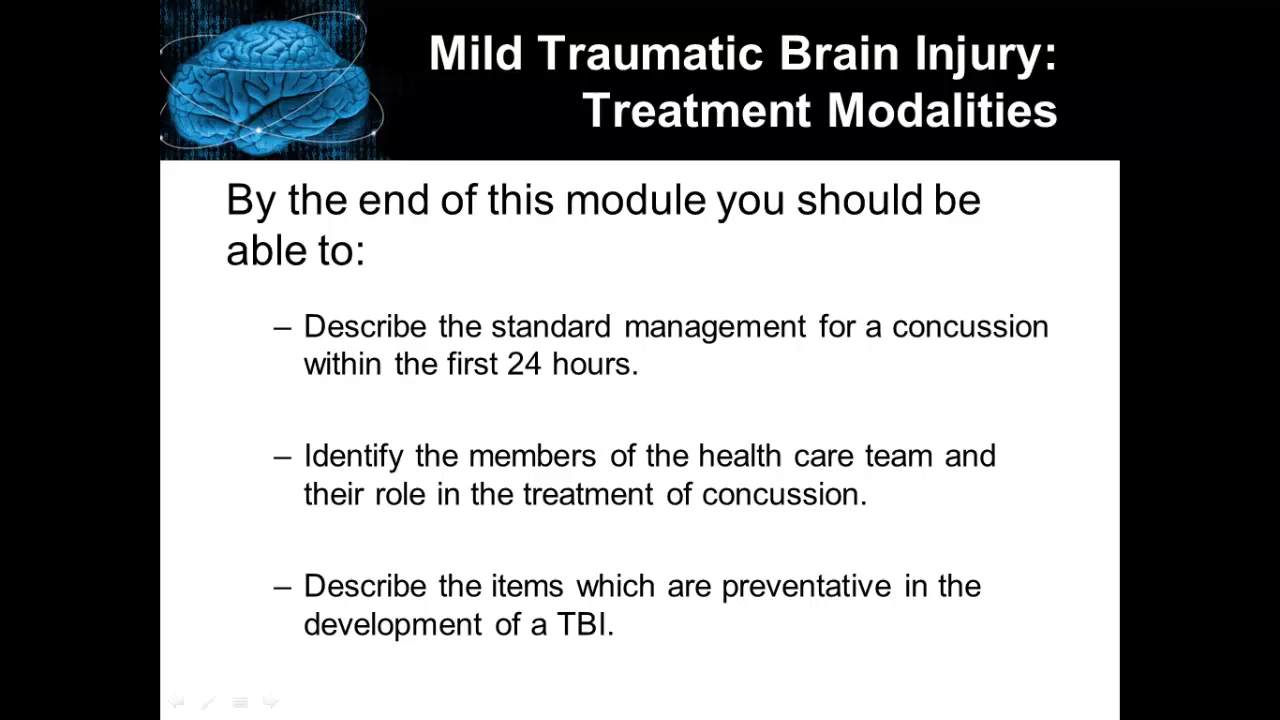 Mild Traumatic Brain Injury:
Treatment Modalities
By the end of this module you should be
able to:
– Describe the standard management for a concussion
within the first 24 hours.
– Identify the members of the health care team and
their role in the treatment of concussion.
– Describe the items which are preventative in the
development of a TBI.